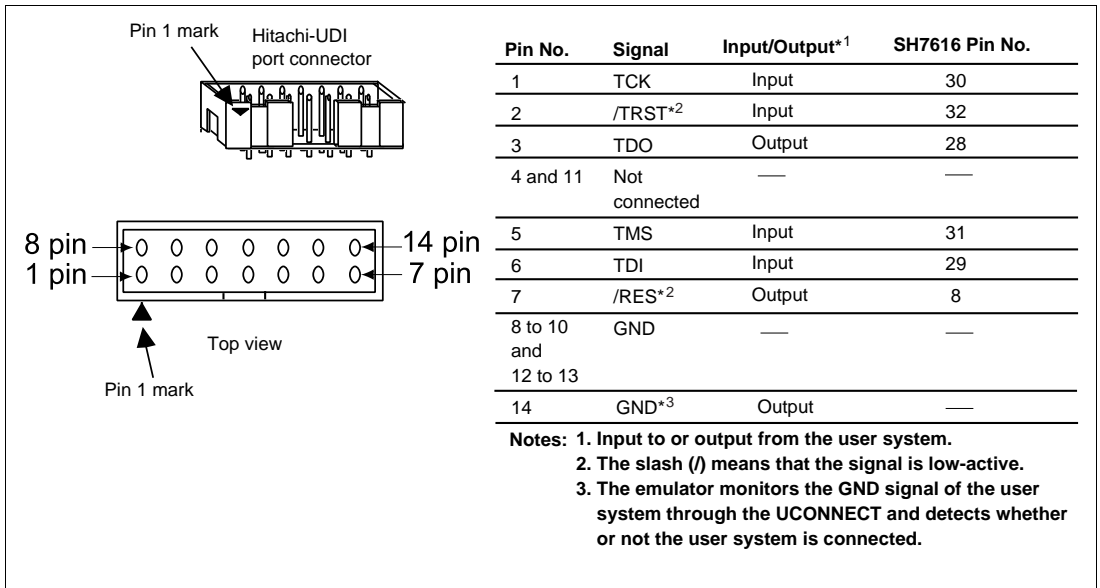 Pin 1 mark
Hitachi-UDI
port connector
8 pin
14 pin
1 pin
7 pin
Top view
Pin 1 mark
Pin No. Signal Input/Output*1 SH7616 Pin No.
1 TCK Input 30
2 /TRST*2 Input 32
3 TDO Output 28
4 and 11 Not — —
connected
5 TMS Input 31
6 TDI Input 29
7 /RES*2 Output 8
8 to 10 GND — —
and
12 to 13
14 GND*3 Output —
Notes: 1. Input to or output from the user system.
2. The slash (/) means that the signal is low-active.
3. The emulator monitors the GND signal of the user
system through the UCONNECT and detects whether
or not the user system is connected.